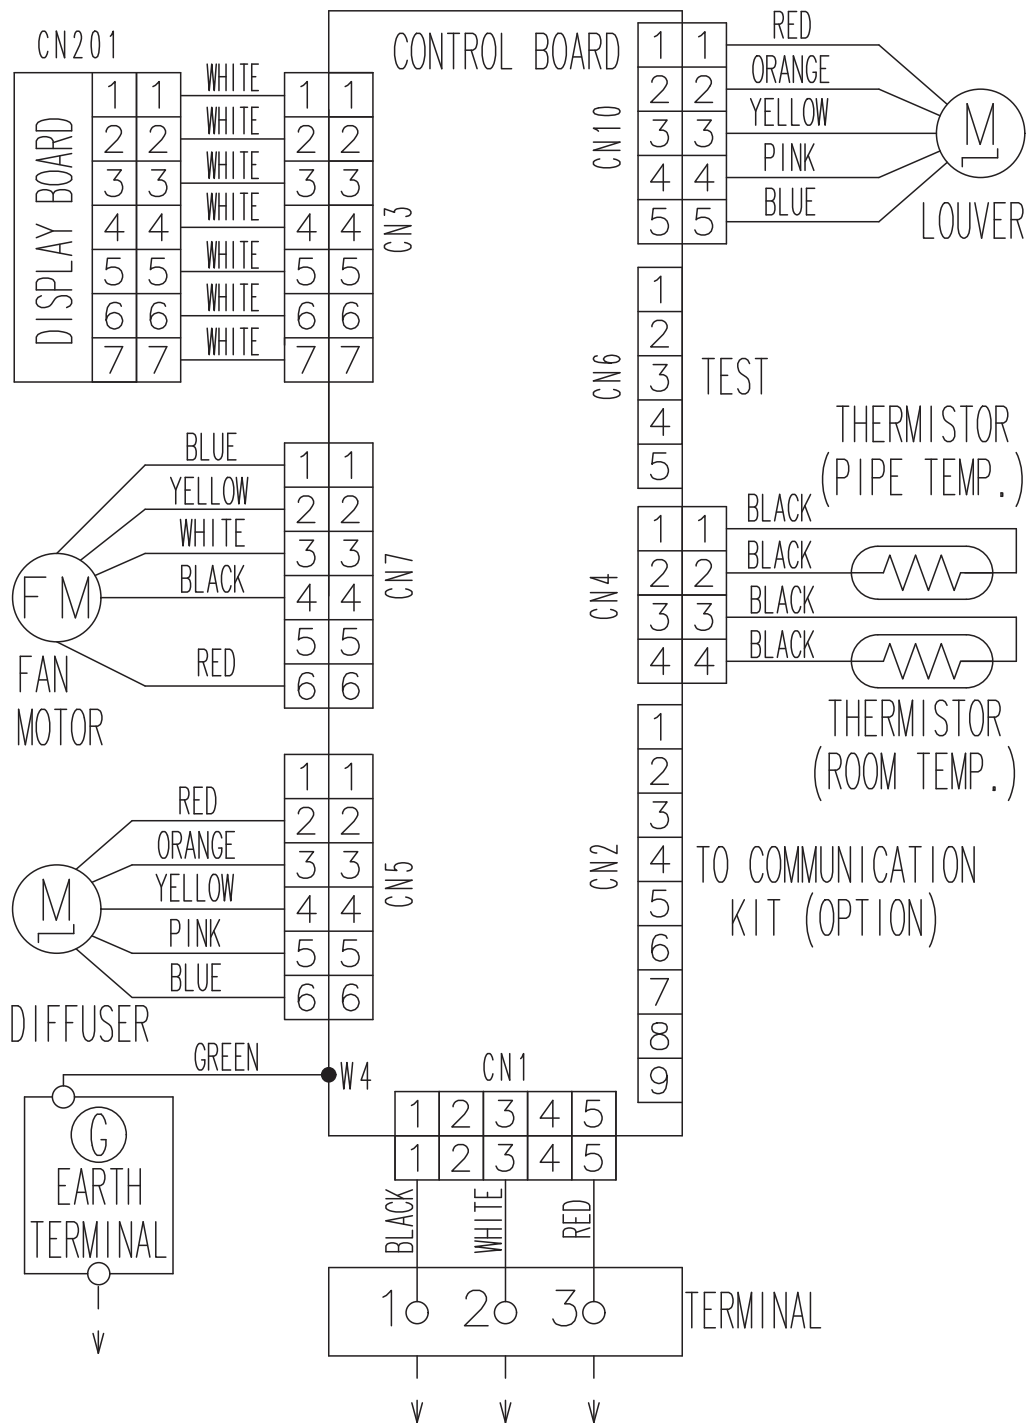 CN201
CONTROL BOARD
DISPLAY BOARD
1 1 WHITE 1 1
2 2 WHITE 2 2
3 3 WHITE 3 3
4 4 WHITE 4 4
5 5 WHITE 5 5
6 6 WHITE 6 6
7 7 WHITE 7 7
CN3
CN10
1 1 RED
2 2 ORANGE
3 3 YELLOW
4 4 PINK
5 5 BLUE
M
LOUVER
CN6
1
2
3
4
5
TEST
BLUE 1 1
YELLOW 2 2
WHITE 3 3
BLACK 4 4
5 5
RED 6 6
CN7
FM
FAN
MOTOR
THERMISTOR
(PIPE TEMP.)
CN4
1 1 BLACK
2 2 BLACK
3 3 BLACK
4 4 BLACK
THERMISTOR
(ROOM TEMP.)
1 1
RED 2 2
ORANGE 3 3
YELLOW 4 4
PINK 5 5
BLUE 6 6
CN5
M
DIFFUSER
CN2
1
2
3
4
5
6
7
8
9
TO COMMUNICATION
KIT (OPTION)
GREEN
W4
G
EARTH
TERMINAL
CN1
1 2 3 4 5
1 2 3 4 5
BLACK
WHITE
RED
1 2 3
TERMINAL